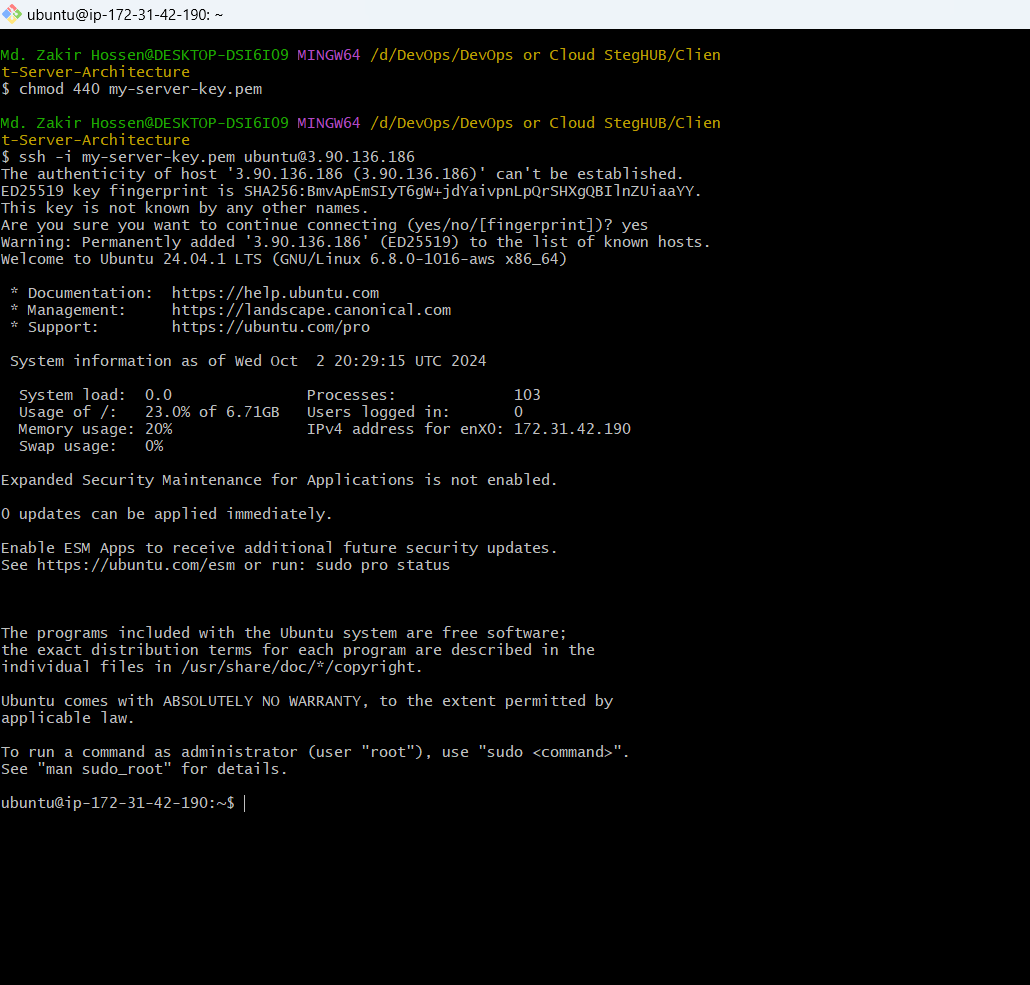 ubuntu@ip-172-31-42-190: ~
Md. Zakir Hossen@DESKTOP-DSI6I09 MINGW64 /d/DevOps/DevOps or Cloud StegHUB/Clien
t-Server-Architecture
$ chmod 440 my-server-key.pem
Md. Zakir Hossen@DESKTOP-DSI6I09 MINGW64 /d/DevOps/DevOps or Cloud StegHUB/Clien
t-Server-Architecture
$ ssh -i my-server-key.pem ubuntu@3.90.136.186
The authenticity of host '3.90.136.186 (3.90.136.186)' can't be established.
ED25519 key fingerprint is SHA256:BmvApEmSIyT6gW+jdYaivpnLpQrSHXgQBIlnZUiaaYY.
This key is not known by any other names.
Are you sure you want to continue connecting (yes/no/[fingerprint])? yes
Warning: Permanently added '3.90.136.186' (ED25519) to the list of known hosts.
Welcome to Ubuntu 24.04.1 LTS (GNU/Linux 6.8.0-1016-aws x86_64)
 * Documentation:  https://help.ubuntu.com
 * Management:     https://landscape.canonical.com
 * Support:        https://ubuntu.com/pro
 System information as of Wed Oct  2 20:29:15 UTC 2024
  System load:  0.0               Processes:             103
  Usage of /:   23.0% of 6.71GB   Users logged in:       0
  Memory usage: 20%               IPv4 address for enX0: 172.31.42.190
  Swap usage:   0%
Expanded Security Maintenance for Applications is not enabled.
0 updates can be applied immediately.
Enable ESM Apps to receive additional future security updates.
See https://ubuntu.com/esm or run: sudo pro status
The programs included with the Ubuntu system are free software;
the exact distribution terms for each program are described in the
individual files in /usr/share/doc/*/copyright.
Ubuntu comes with ABSOLUTELY NO WARRANTY, to the extent permitted by
applicable law.
To run a command as administrator (user "root"), use "sudo <command>".
See "man sudo_root" for details.
ubuntu@ip-172-31-42-190:~$